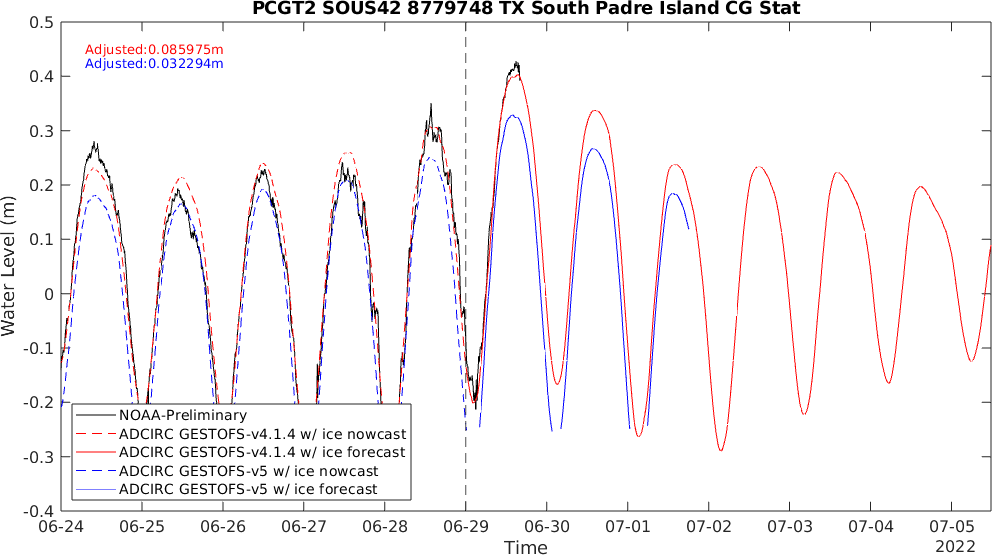 PCGT2 SOUS42 8779748 TX South Padre Island CG Stat
Adjusted:0.085975m
Adjusted:0.032294m
Water Level (m)
0.5
0.4
0.3
0.2
0.1
0
-0.1
-0.2
-0.3
-0.4
NOAA-Preliminary
ADCIRC GESTOFS-v4.1.4 w/ ice nowcast
ADCIRC GESTOFS-v4.1.4 w/ ice forecast
ADCIRC GESTOFS-v5 w/ ice nowcast
ADCIRC GESTOFS-v5 w/ ice forecast
06-24 06-25 06-26 06-27 06-28 06-29 06-30 07-01 07-02 07-03 07-04 07-05
Time
2022